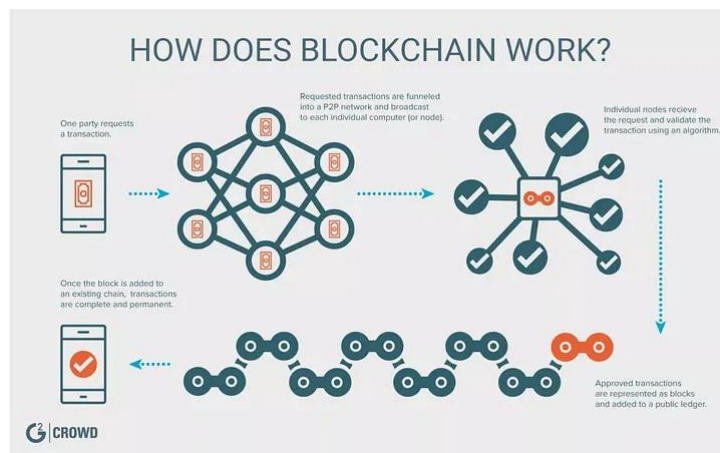 HOW DOES BLOCKCHAIN WORK?
One party requests
a transaction.
Requested transactions are funneled
into a P2P network and broadcast
to each individual computer (or node).
Individual nodes recieve
the request and validate the
transaction using an algorithm.
Approved transactions
are represented as blocks
and added to a public ledger.
Once the block is added to
an existing chain, transactions
are complete and permanent.
G2 | CROWD